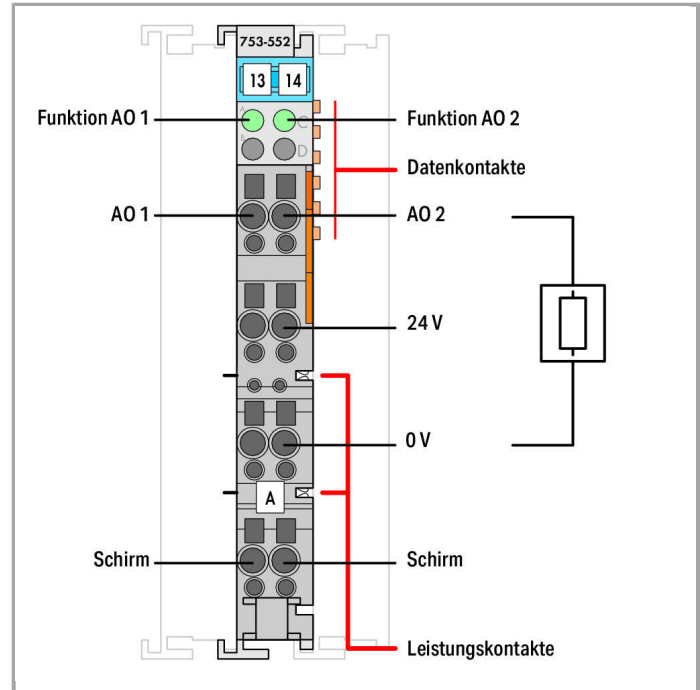 753-552
13 14
Funktion AO 1
A
C
Funktion AO 2
B
D
Datenkontakte
AO 1
AO 2
24 V
0 V
A
Schirm
Schirm
Leistungskontakte